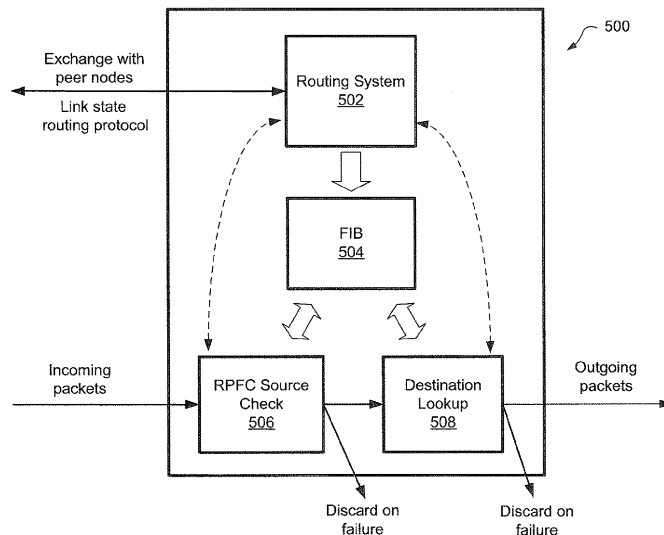 500
Exchange with
peer nodes
Link state
routing protocol
Routing System
502
FIB
504
Incoming
packets
RPFC Source
Check
506
Destination
Lookup
508
Outgoing
packets
Discard on
failure
Discard on
failure